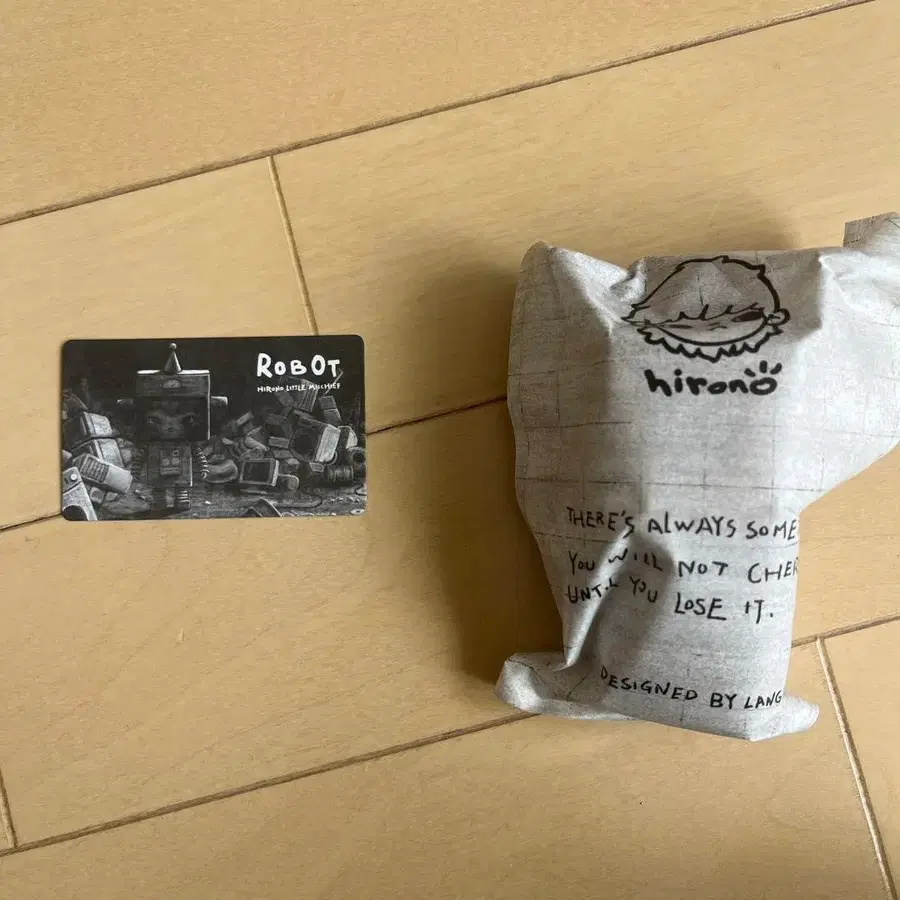 ROBOT
HIRONO LITTLE MISCHIEF
hirono
THERE'S ALWAYS SOME
YOU WILL NOT CHER
UNTIL YOU LOSE IT.
DESIGNED BY LANG